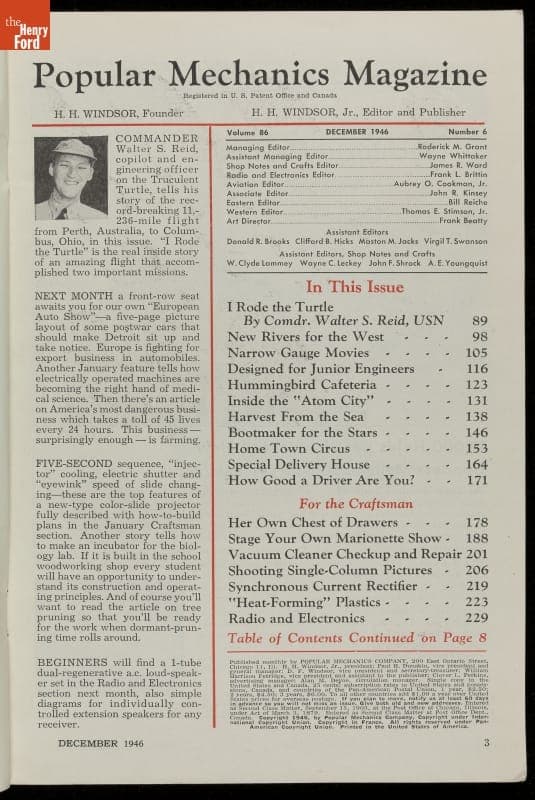 the
Henry
Ford
Popular Mechanics Magazine
Registered in U. S. Patent Office and Canada
H. H. WINDSOR, Founder
H. H. WINDSOR, Jr., Editor and Publisher
COMMANDER
Walter S. Reid,
copilot and en-
gineering officer
on the Truculent
Turtle, tells his
story of the rec-
ord-breaking 11,-
236-mile flight
from Perth, Australia, to Colum-
bus, Ohio, in this issue. "I Rode
the Turtle" is the real inside story
of an amazing flight that accom-
plished two important missions.
NEXT MONTH a front-row seat
awaits you for our own "European
Auto Show"—a five-page picture
layout of some postwar cars that
should make Detroit sit up and
take notice. Europe is fighting for
export business in automobiles.
Another January feature tells how
electrically operated machines are
becoming the right hand of medi-
cal science. Then there's an article
on America's most dangerous busi-
ness which takes a toll of 45 lives
every 24 hours. This business—
surprisingly enough—is farming.
FIVE-SECOND sequence, "injec-
tor" cooling, electric shutter and
"eyewink" speed of slide chang-
ing—these are the top features of
a new-type color-slide projector
fully described with how-to-build
plans in the January Craftsman
section. Another story tells how
to make an incubator for the biol-
ogy lab. If it is built in the school
woodworking shop every student
will have an opportunity to under-
stand its construction and operat-
ing principles. And of course you'll
want to read the article on tree
pruning so that you'll be ready
for the work when dormant-prun-
ing time rolls around.
BEGINNERS will find a 1-tube
dual-regenerative a.c. loud-speak-
er set in the Radio and Electronics
section next month, also simple
diagrams for individually con-
trolled extension speakers for any
receiver.
Volume 86 DECEMBER 1946 Number 6
Managing Editor Roderick M. Grant
Assistant Managing Editor Wayne Whittaker
Shop Notes and Crafts Editor James R. Ward
Radio and Electronics Editor Frank L. Brittin
Aviation Editor Aubrey O. Cookman, Jr.
Associate Editor John R. Kinsey
Eastern Editor Bill Reiche
Western Editor Thomas E. Stimson, Jr.
Art Director Frank Beatty
Assistant Editors
Donald R. Brooks Clifford B. Hicks Maston M. Jacks Virgil T. Swanson
Assistant Editors, Shop Notes and Crafts
W. Clyde Lammey Wayne C. Leckey John F. Shrock A. E. Youngquist
In This Issue
I Rode the Turtle
By Comdr. Walter S. Reid, USN 89
New Rivers for the West - - - 98
Narrow Gauge Movies - - - - 105
Designed for Junior Engineers - 116
Hummingbird Cafeteria - - - - 123
Inside the "Atom City" - - - - 131
Harvest From the Sea - - - - 138
Bootmaker for the Stars - - - - 146
Home Town Circus - - - - - 153
Special Delivery House - - - - 164
How Good a Driver Are You? - - 171
For the Craftsman
Her Own Chest of Drawers - - - 178
Stage Your Own Marionette Show - 188
Vacuum Cleaner Checkup and Repair 201
Shooting Single-Column Pictures - 206
Synchronous Current Rectifier - - 219
"Heat-Forming" Plastics - - - - 223
Radio and Electronics - - - - 229
Table of Contents Continued on Page 8
Published monthly by POPULAR MECHANICS COMPANY, 200 East Ontario Street,
DECEMBER 1946
3